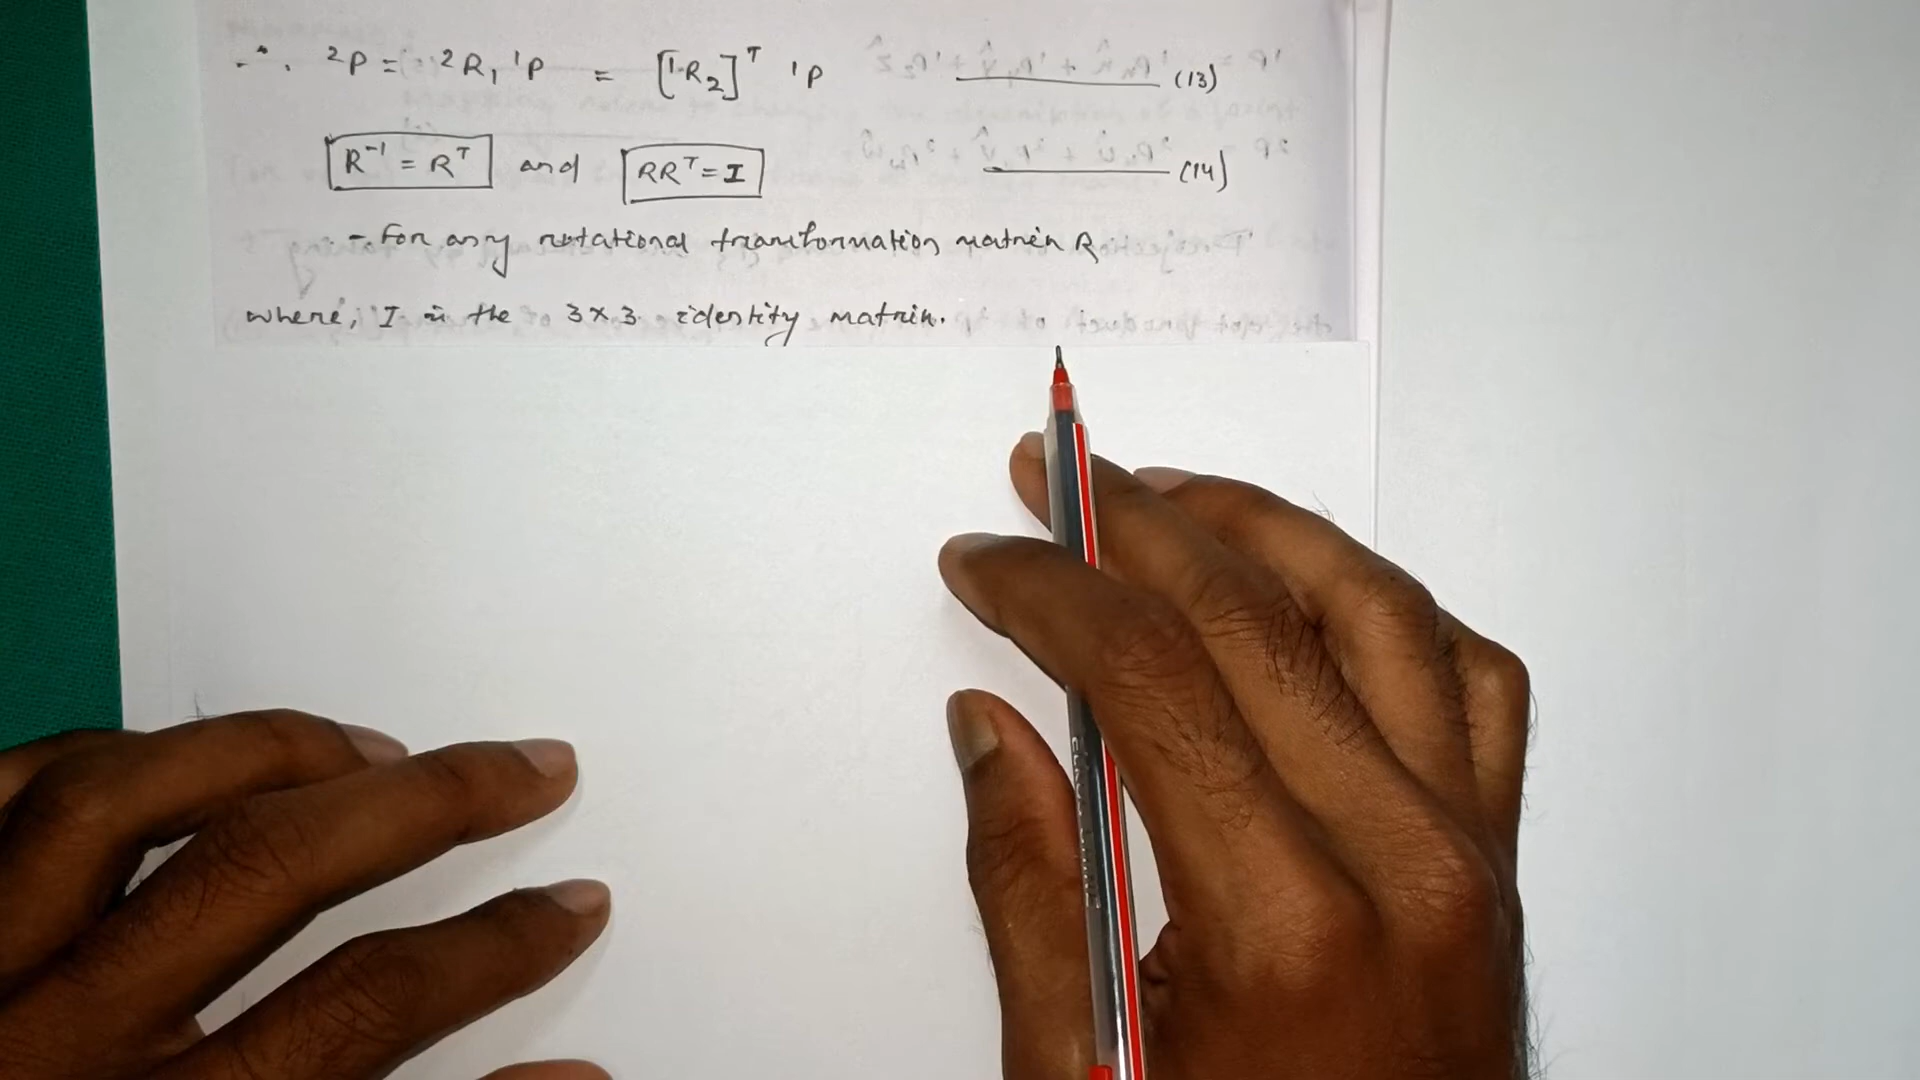 ∴ ²P = ²R₁ ¹P = [¹R₂]ᵀ ¹P ——— (13)
R⁻¹ = Rᵀ and RRᵀ = I ——— (14)
- For any rotational transformation matrix R
where, I is the 3×3 identity matrix.